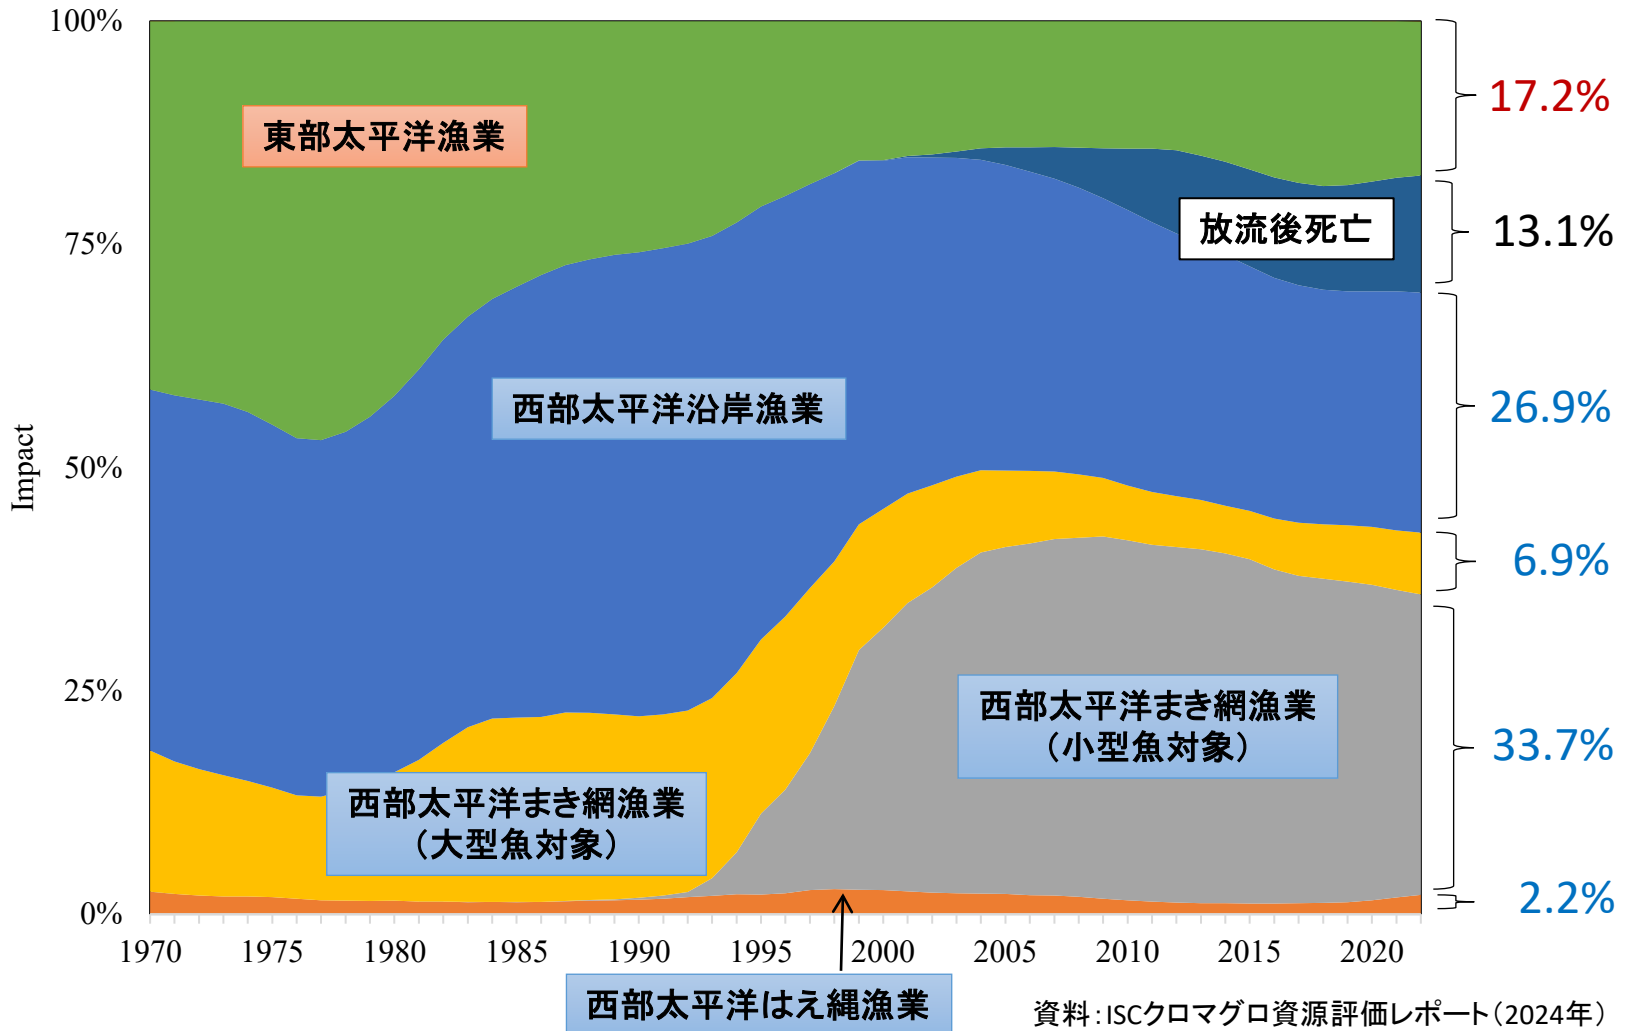 100%
75%
50%
25%
0%
Impact
東部太平洋漁業
放流後死亡
西部太平洋沿岸漁業
西部太平洋まき網漁業
（小型魚対象）
西部太平洋まき網漁業
（大型魚対象）
17.2%
13.1%
26.9%
6.9%
33.7%
2.2%
1970 1975 1980 1985 1990 1995 2000 2005 2010 2015 2020
西部太平洋はえ縄漁業
資料：ISCクロマグロ資源評価レポート（2024年）